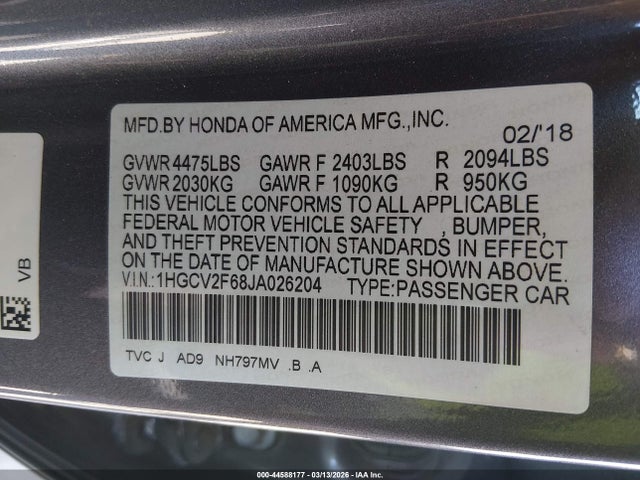 MFD.BY HONDA OF AMERICA MFG.,INC. 02/'18
GVWR 4475LBS GAWR F 2403LBS R 2094LBS
GVWR 2030KG GAWR F 1090KG R 950KG
THIS VEHICLE CONFORMS TO ALL APPLICABLE
FEDERAL MOTOR VEHICLE SAFETY , BUMPER,
AND THEFT PREVENTION STANDARDS IN EFFECT
ON THE DATE OF MANUFACTURE SHOWN ABOVE.
V.I.N.:1HGCV2F68JA026204 TYPE:PASSENGER CAR
TVC J AD9 NH797MV .B .A
VB
000-44588177 — 03/13/2026 — IAA Inc.